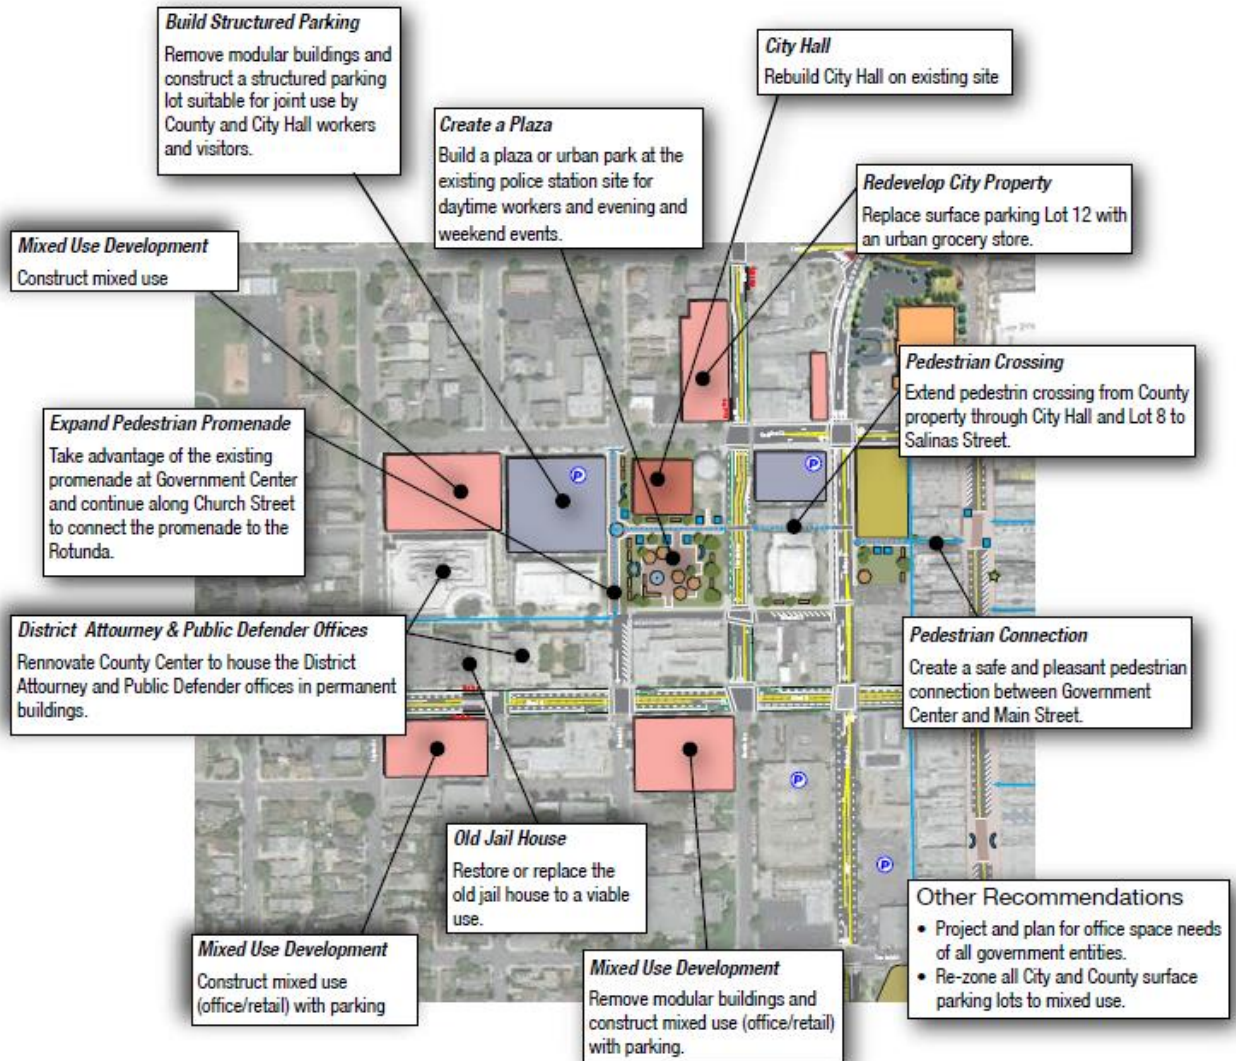 Build Structured Parking
Remove modular buildings and
construct a structured parking
lot suitable for joint use by
County and City Hall workers
and visitors.
City Hall
Rebuild City Hall on existing site
Create a Plaza
Build a plaza or urban park at the
existing police station site for
daytime workers and evening and
weekend events.
Redevelop City Property
Replace surface parking Lot 12 with
an urban grocery store.
Mixed Use Development
Construct mixed use
Pedestrian Crossing
Extend pedestrin crossing from County
property through City Hall and Lot 8 to
Salinas Street.
Expand Pedestrian Promenade
Take advantage of the existing
promenade at Government Center
and continue along Church Street
to connect the promenade to the
Rotunda.
P
P
District Attourney & Public Defender Offices
Rennovate County Center to house the District
Attorney and Public Defender offices in permanent
buildings.
Pedestrian Connection
Create a safe and pleasant pedestrian
connection between Government
Center and Main Street.
P
P
Old Jail House
Restore or replace the
old jail house to a viable
use.
Mixed Use Development
Construct mixed use
(office/retail) with parking
Mixed Use Development
Remove modular buildings and
construct mixed use (office/retail)
with parking.
Other Recommendations
• Project and plan for office space needs
of all government entities.
• Re-zone all City and County surface
parking lots to mixed use.